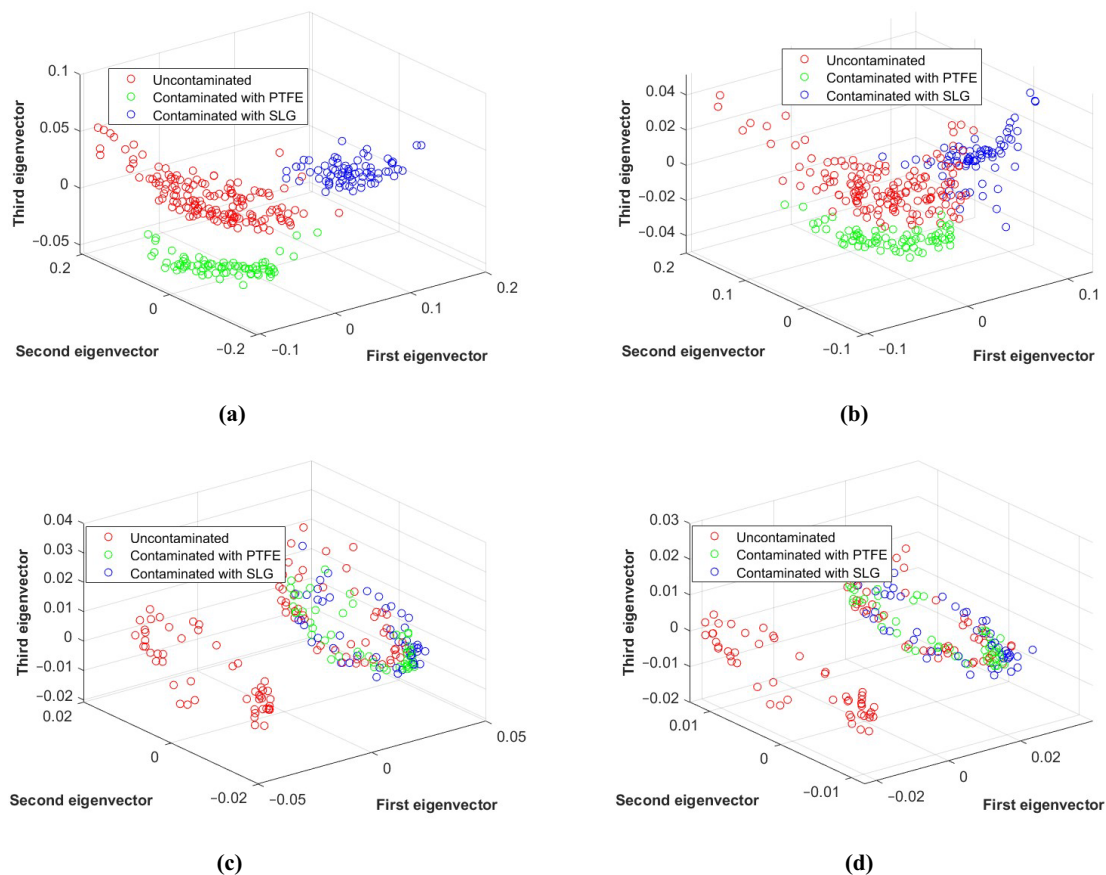 Uncontaminated
Contaminated with PTFE
Contaminated with SLG
0.1
0.05
0
−0.05
Third eigenvector
0.2
0
−0.2
Second eigenvector
−0.1
0
0.1
0.2
First eigenvector
(a)
Uncontaminated
Contaminated with PTFE
Contaminated with SLG
0.04
0.02
0
−0.02
−0.04
Third eigenvector
0.2
0.1
0
−0.1
Second eigenvector
−0.1
0
0.1
First eigenvector
(b)
Uncontaminated
Contaminated with PTFE
Contaminated with SLG
0.04
0.03
0.02
0.01
0
−0.01
−0.02
Third eigenvector
0.02
0
−0.02
Second eigenvector
−0.05
0
0.05
First eigenvector
(c)
Uncontaminated
Contaminated with PTFE
Contaminated with SLG
0.03
0.02
0.01
0
−0.01
−0.02
Third eigenvector
0.01
0
−0.01
Second eigenvector
−0.02
0
0.02
First eigenvector
(d)